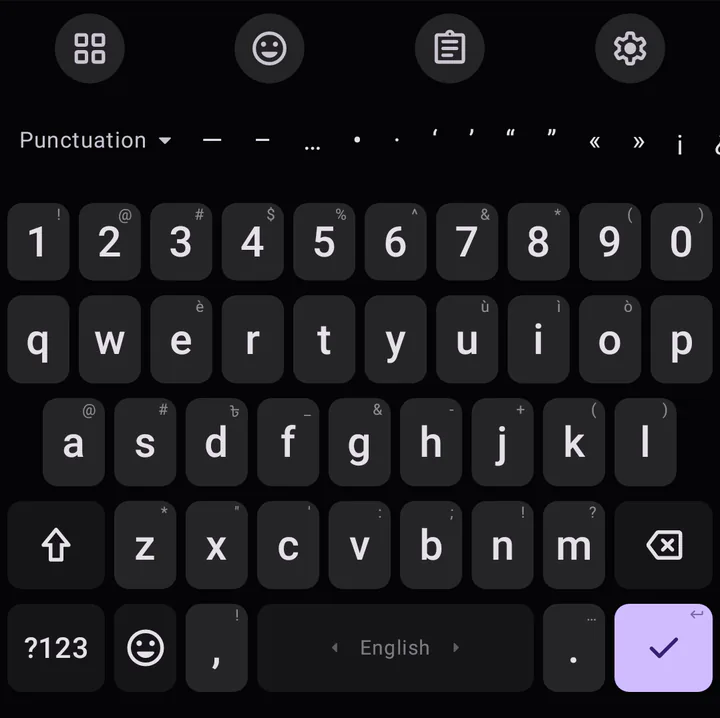 Punctuation — – … • · ‘ ’ “ ” « » ¡
1 ! 2 @ 3 # 4 $ 5 % 6 ^ 7 & 8 * 9 ( 0 )
q w e è r t y u ù i ì o ò p
a @ s # d f _ g & h - j + k ( l )
z * x " c ' v : b ; n ! m ?
?123 , ! English . …